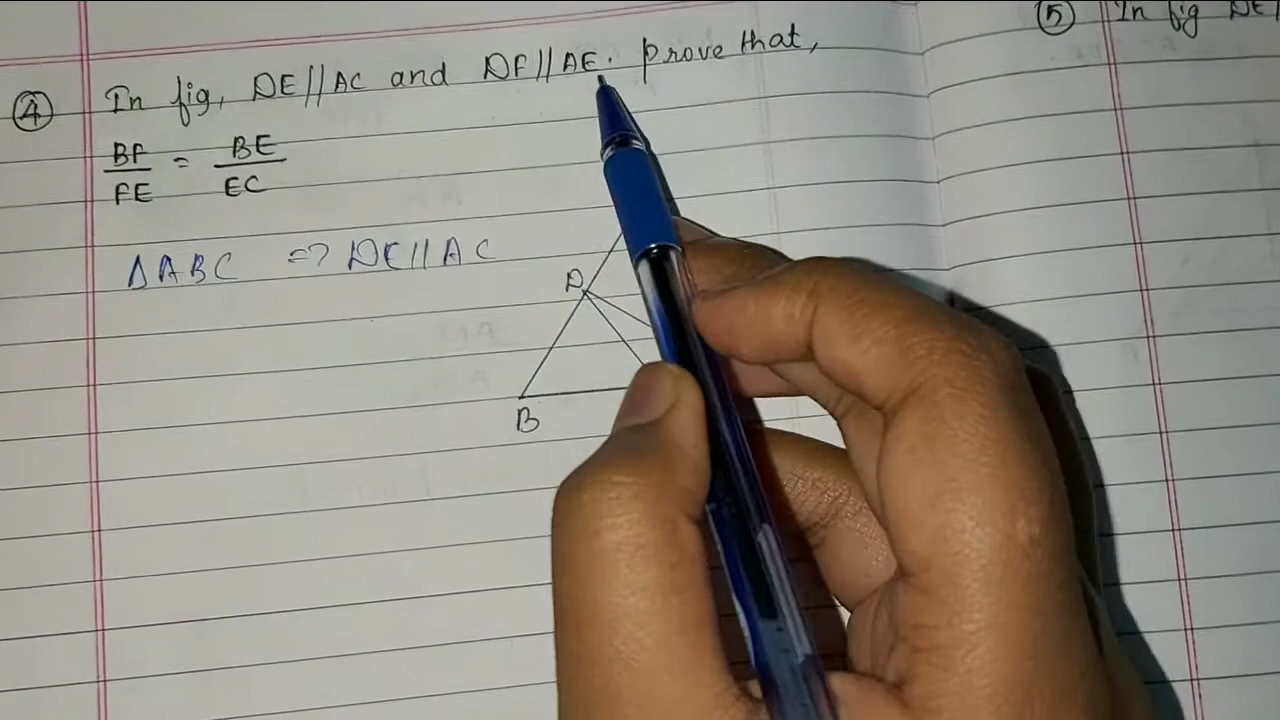 ④ In fig, DE//AC and DF//AE. prove that,
BF/FE = BE/EC
ΔABC => DE//AC
D
B
⑤ In fig DE